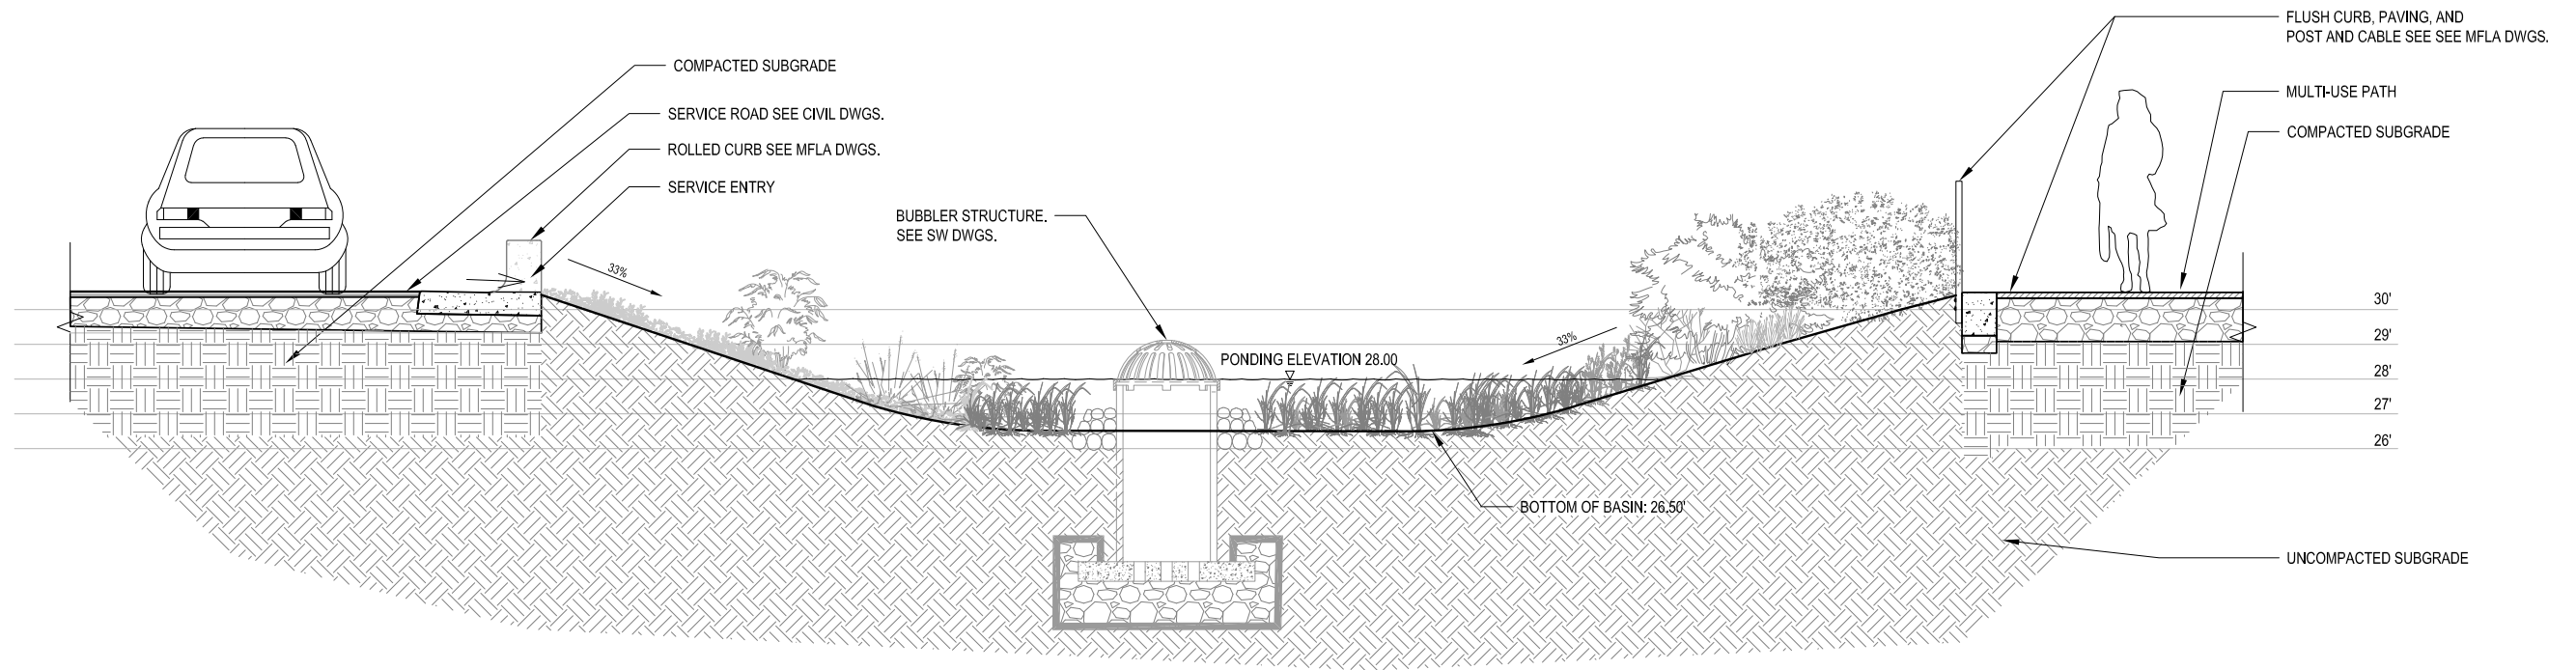 COMPACTED SUBGRADE
SERVICE ROAD SEE CIVIL DWGS.
ROLLED CURB SEE MFLA DWGS.
SERVICE ENTRY
33%
BUBBLER STRUCTURE.
SEE SW DWGS.
PONDING ELEVATION 28.00
33%
BOTTOM OF BASIN: 26.50'
FLUSH CURB, PAVING, AND
POST AND CABLE SEE SEE MFLA DWGS.
MULTI-USE PATH
COMPACTED SUBGRADE
30'
29'
28'
27'
26'
UNCOMPACTED SUBGRADE